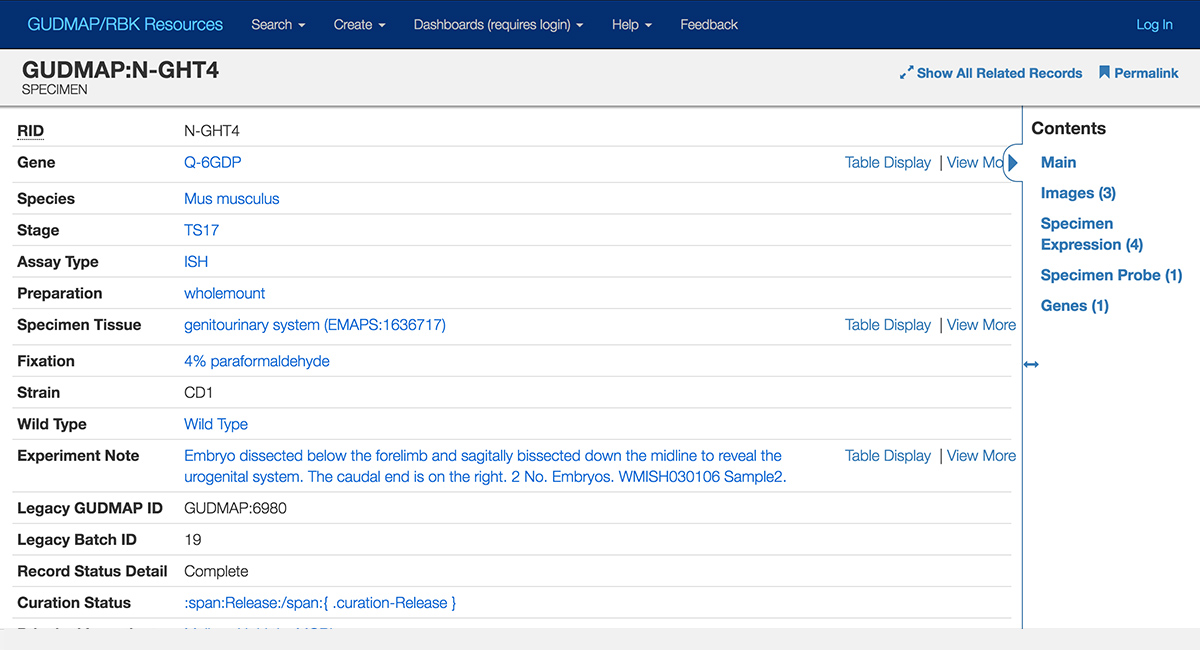 GUDMAP/RBK Resources Search Create Dashboards (requires login) Help Feedback Log In
GUDMAP:N-GHT4
SPECIMEN
Show All Related Records Permalink
RID N-GHT4
Gene Q-6GDP Table Display | View Mo
Species Mus musculus
Stage TS17
Assay Type ISH
Preparation wholemount
Specimen Tissue genitourinary system (EMAPS:1636717) Table Display | View More
Fixation 4% paraformaldehyde
Strain CD1
Wild Type Wild Type
Experiment Note Embryo dissected below the forelimb and sagitally bissected down the midline to reveal the Table Display | View More
urogenital system. The caudal end is on the right. 2 No. Embryos. WMISH030106 Sample2.
Legacy GUDMAP ID GUDMAP:6980
Legacy Batch ID 19
Record Status Detail Complete
Curation Status :span:Release:/span:{ .curation-Release }
Contents
Main
Images (3)
Specimen
Expression (4)
Specimen Probe (1)
Genes (1)